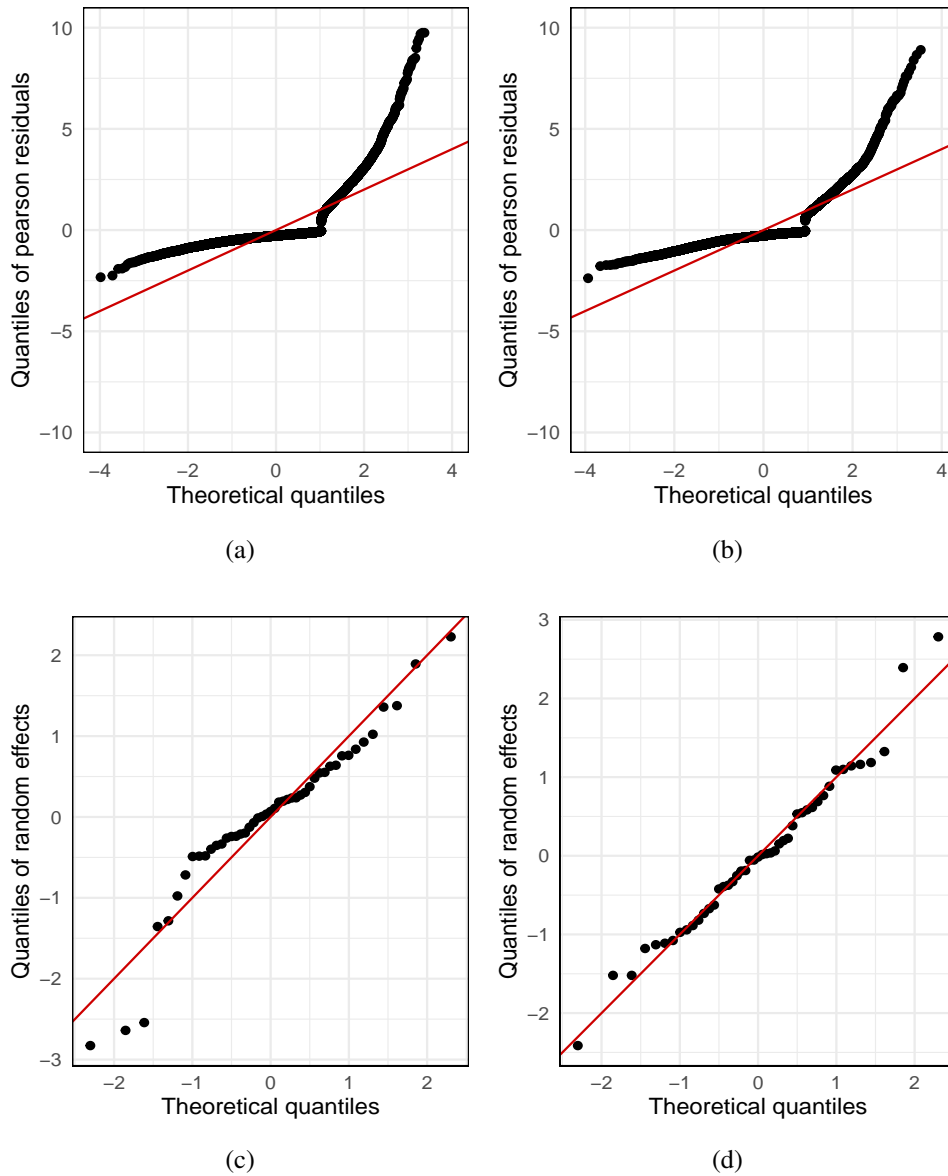 10
5
0
−5
−10
Quantiles of pearson residuals
−4 −2 0 2 4
Theoretical quantiles
(a)
10
5
0
−5
−10
Quantiles of pearson residuals
−4 −2 0 2 4
Theoretical quantiles
(b)
2
1
0
−1
−2
−3
Quantiles of random effects
−2 −1 0 1 2
Theoretical quantiles
(c)
3
2
1
0
−1
−2
Quantiles of random effects
−2 −1 0 1 2
Theoretical quantiles
(d)